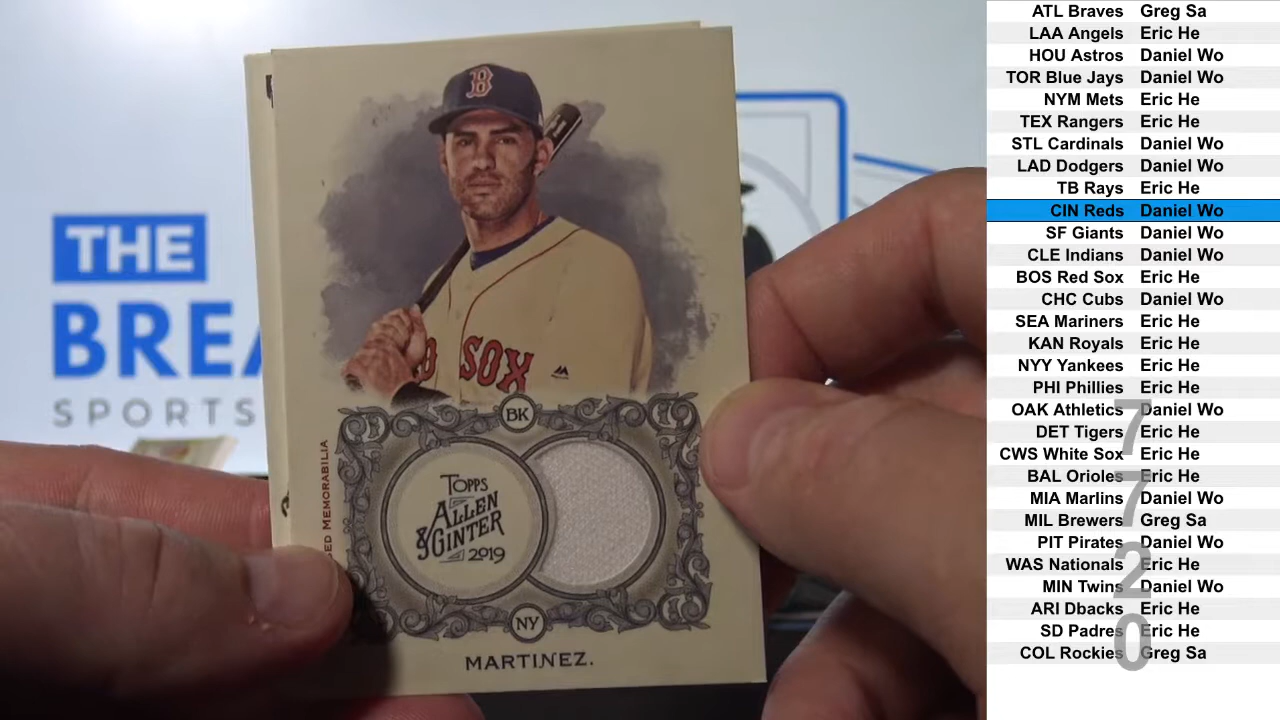 THE
BREA
SPORTS
B
SOX
BK
TOPPS
ALLEN
& GINTER
2019
NY
MARTINEZ.
ED MEMORABILIA
ATL Braves Greg Sa
LAA Angels Eric He
HOU Astros Daniel Wo
TOR Blue Jays Daniel Wo
NYM Mets Eric He
TEX Rangers Eric He
STL Cardinals Daniel Wo
LAD Dodgers Daniel Wo
TB Rays Eric He
CIN Reds Daniel Wo
SF Giants Daniel Wo
CLE Indians Daniel Wo
BOS Red Sox Eric He
CHC Cubs Daniel Wo
SEA Mariners Eric He
KAN Royals Eric He
NYY Yankees Eric He
PHI Phillies Eric He
OAK Athletics Daniel Wo
DET Tigers Eric He
CWS White Sox Eric He
BAL Orioles Eric He
MIA Marlins Daniel Wo
MIL Brewers Greg Sa
PIT Pirates Daniel Wo
WAS Nationals Eric He
MIN Twins Daniel Wo
ARI Dbacks Eric He
SD Padres Eric He
COL Rockies Greg Sa
7720